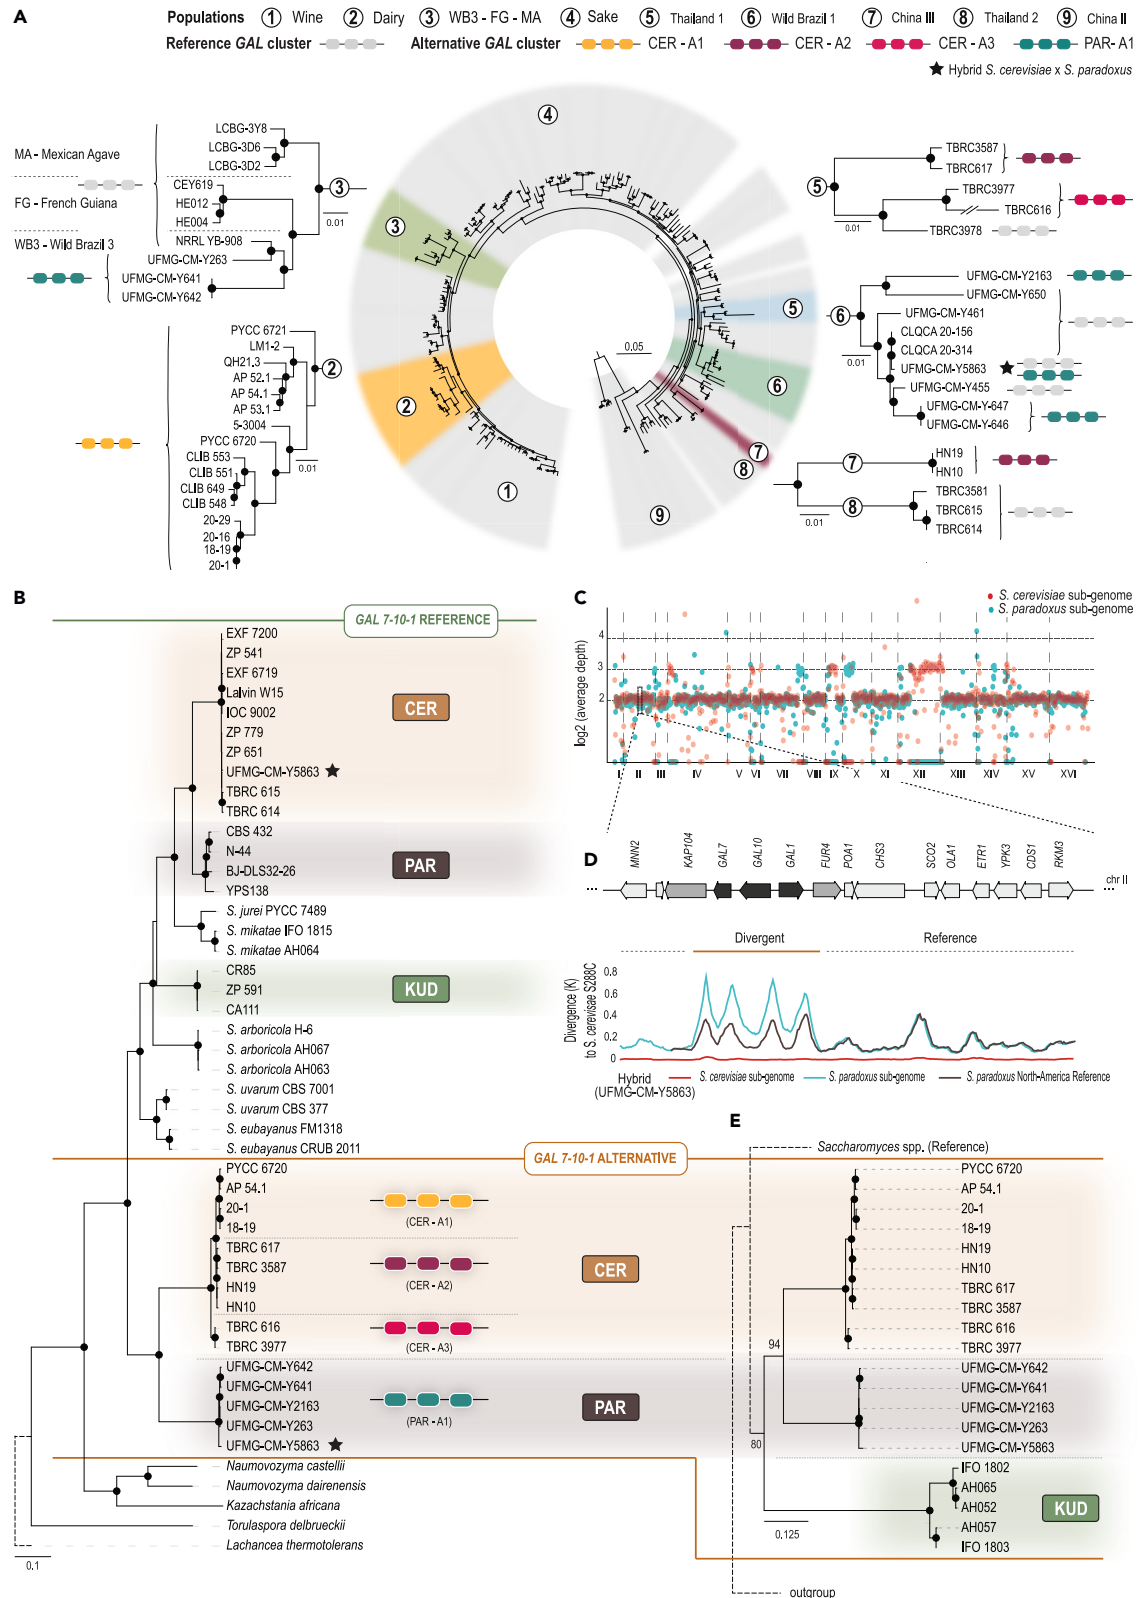 Populations 1 Wine 2 Dairy 3 WB3 - FG - MA 4 Sake 5 Thailand 1 6 Wild Brazil 1 7 China III 8 Thailand 2 9 China II
Reference GAL cluster Alternative GAL cluster CER - A1 CER - A2 CER - A3 PAR- A1
★ Hybrid S. cerevisiae x S. paradoxus
A
LCBG-3Y8
LCBG-3D6
LCBG-3D2
MA - Mexican Agave
CEY619
HE012
HE004
FG - French Guiana
NRRL YB-908
UFMG-CM-Y263
WB3 - Wild Brazil 3
UFMG-CM-Y641
UFMG-CM-Y642
3
0.01
PYCC 6721
LM1-2
QH21.3
AP 52.1
AP 54.1
AP 53.1
5-3004
PYCC 6720
CLIB 553
CLIB 551
CLIB 649
CLIB 548
20-29
20-16
18-19
20-1
2
0.01
4
3
2
1
5
6
7
8
9
0.05
TBRC3587
TBRC617
TBRC3977
TBRC616
TBRC3978
5
0.01
UFMG-CM-Y2163
UFMG-CM-Y650
UFMG-CM-Y461
CLQCA 20-156
CLQCA 20-314
UFMG-CM-Y5863 ★
UFMG-CM-Y455
UFMG-CM-Y-647
UFMG-CM-Y-646
6
0.01
HN19
HN10
TBRC3581
TBRC615
TBRC614
7
8
0.01
B
GAL 7-10-1 REFERENCE
EXF 7200
ZP 541
EXF 6719
Lalvin W15
IOC 9002
ZP 779
ZP 651
UFMG-CM-Y5863 ★
TBRC 615
TBRC 614
CER
CBS 432
N-44
BJ-DLS32-26
YPS138
PAR
S. jurei PYCC 7489
S. mikatae IFO 1815
S. mikatae AH064
CR85
ZP 591
CA111
KUD
S. arboricola H-6
S. arboricola AH067
S. arboricola AH063
S. uvarum CBS 7001
S. uvarum CBS 377
S. eubayanus FM1318
S. eubayanus CRUB 2011
GAL 7-10-1 ALTERNATIVE
PYCC 6720
AP 54.1
20-1
18-19
(CER - A1)
TBRC 617
TBRC 3587
HN19
HN10
(CER - A2)
CER
TBRC 616
TBRC 3977
(CER - A3)
UFMG-CM-Y642
UFMG-CM-Y641
UFMG-CM-Y2163
UFMG-CM-Y263
UFMG-CM-Y5863 ★
(PAR - A1)
PAR
Naumovozyma castellii
Naumovozyma dairenensis
Kazachstania africana
Torulaspora delbrueckii
Lachancea thermotolerans
0.1
C
S. cerevisiae sub-genome
S. paradoxus sub-genome
log2 (average depth)
4
3
2
0
I II III IV V VI VII VIII IX X XI XII XIII XIV XV XVI
D
MNN2 KAP104 GAL7 GAL10 GAL1 FUR4 POA1 CHS3 SCO2 OLA1 ETR1 YPK3 CDS1 RKM3
... chr II ...
Divergent Reference
Divergence (K) to S. cerevisae S288C
0.8
0.6
0.4
0.2
0
Hybrid (UFMG-CM-Y5863) S. cerevisiae sub-genome S. paradoxus sub-genome S. paradoxus North-America Reference
E
Saccharomyces spp. (Reference)
PYCC 6720
AP 54.1
20-1
18-19
HN19
HN10
TBRC 617
TBRC 3587
TBRC 616
TBRC 3977
94
UFMG-CM-Y642
UFMG-CM-Y641
UFMG-CM-Y2163
UFMG-CM-Y263
UFMG-CM-Y5863
80
IFO 1802
AH065
AH052
AH057
IFO 1803
KUD
0,125
outgroup